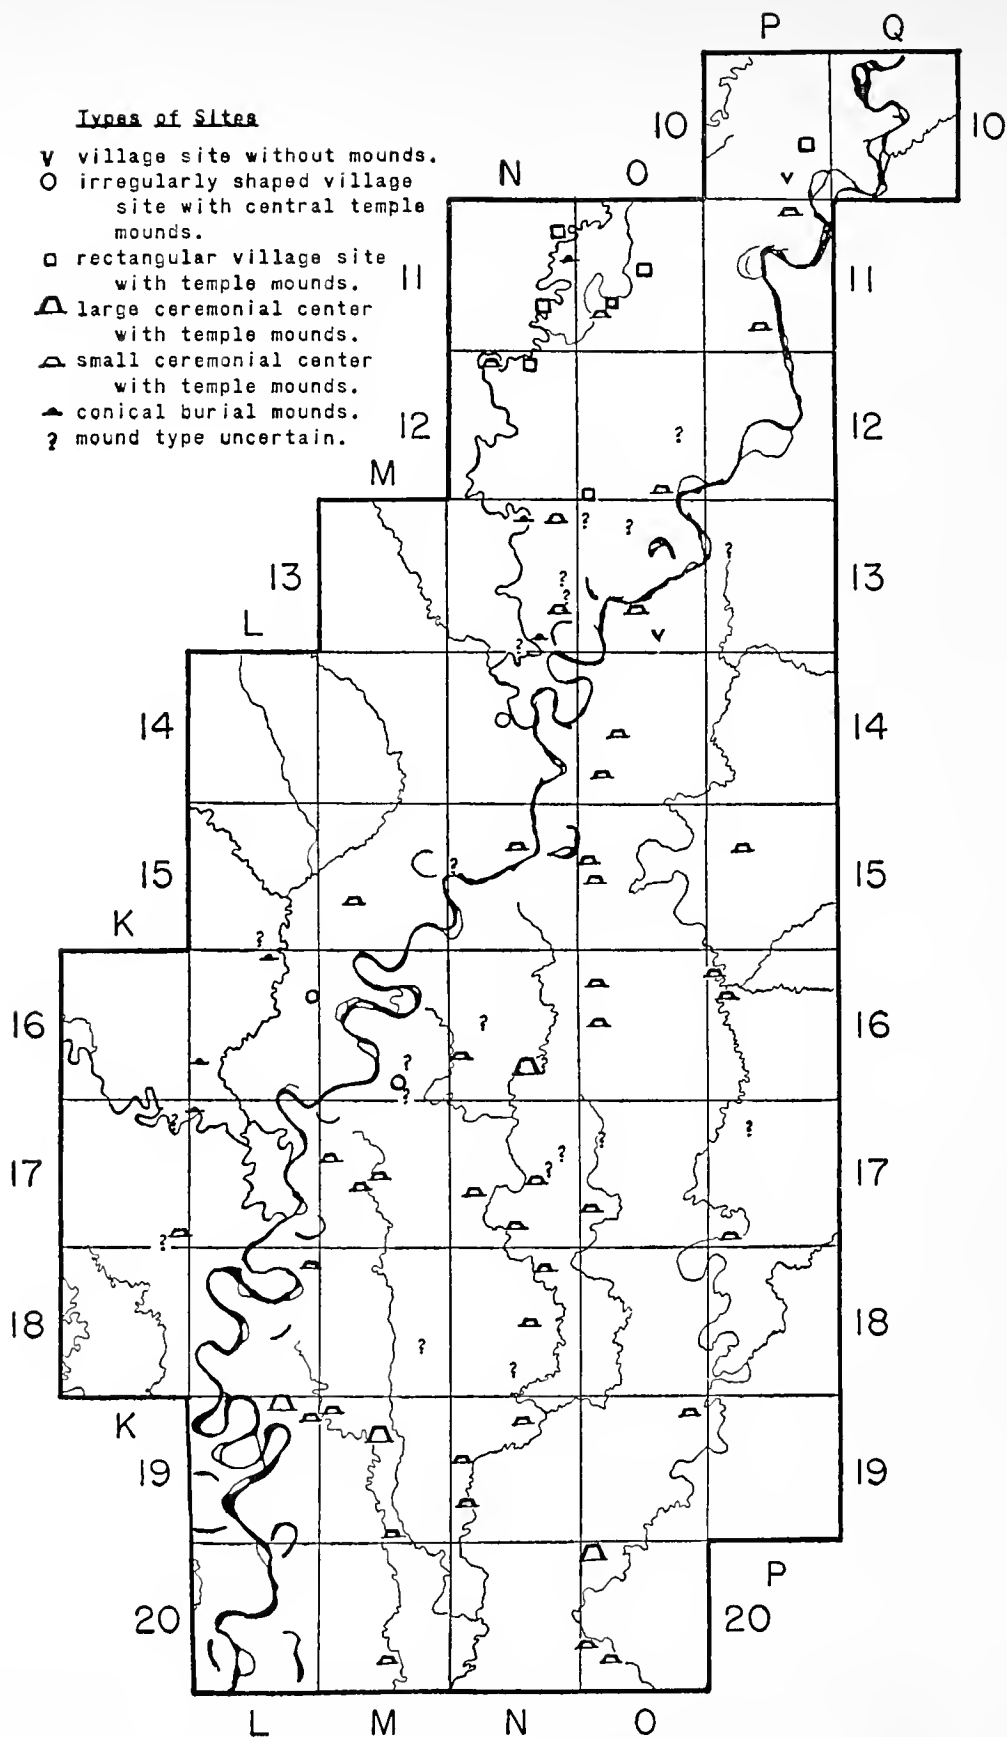 P Q
Types of Sites
10 10
v village site without mounds.
N O
irregularly shaped village
site with central temple
mounds.
rectangular village site
with temple mounds.
11 11
large ceremonial center
with temple mounds.
small ceremonial center
with temple mounds.
conical burial mounds.
? mound type uncertain.
12 12
M
13 13
L
14 14
15 15
K
16 16
17 17
18 18
K
19 19
P
20 20
L M N O